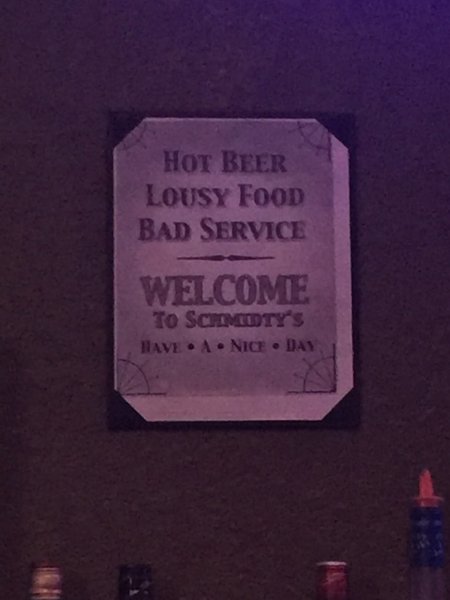 HOT BEER
LOUSY FOOD
BAD SERVICE
WELCOME
TO SCHMIDTY'S
HAVE • A • NICE • DAY